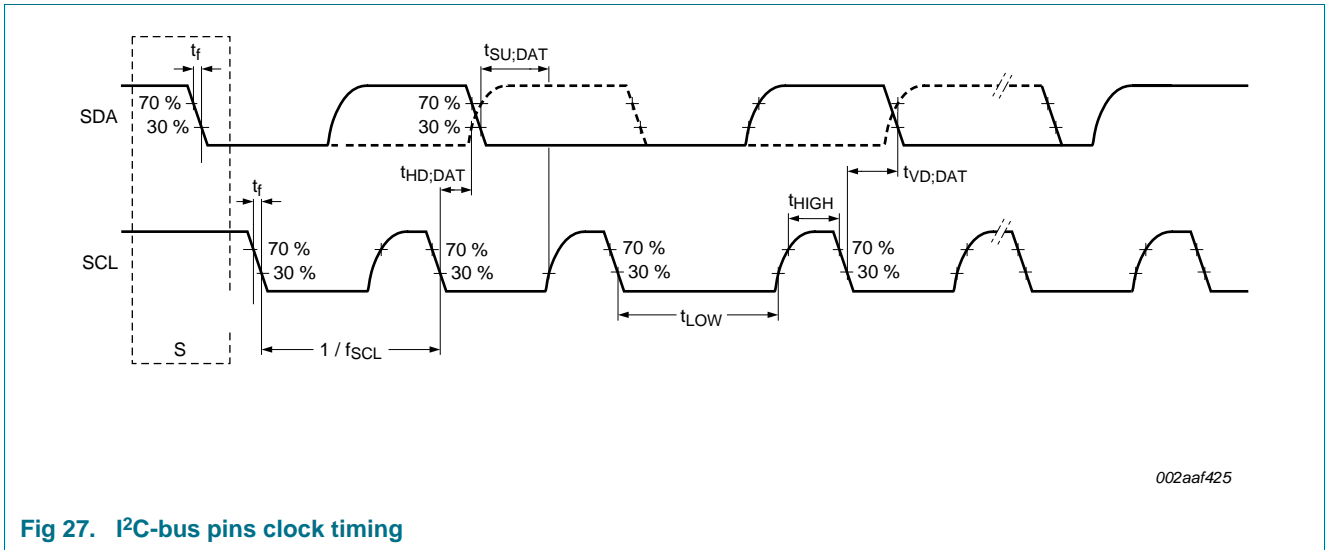 tf
tSU;DAT
SDA
70 %
30 %
70 %
30 %
tHD;DAT
tVD;DAT
tf
tHIGH
SCL
70 %
30 %
70 %
30 %
70 %
30 %
70 %
30 %
tLOW
S
1 / fSCL
002aaf425
Fig 27. I2C-bus pins clock timing